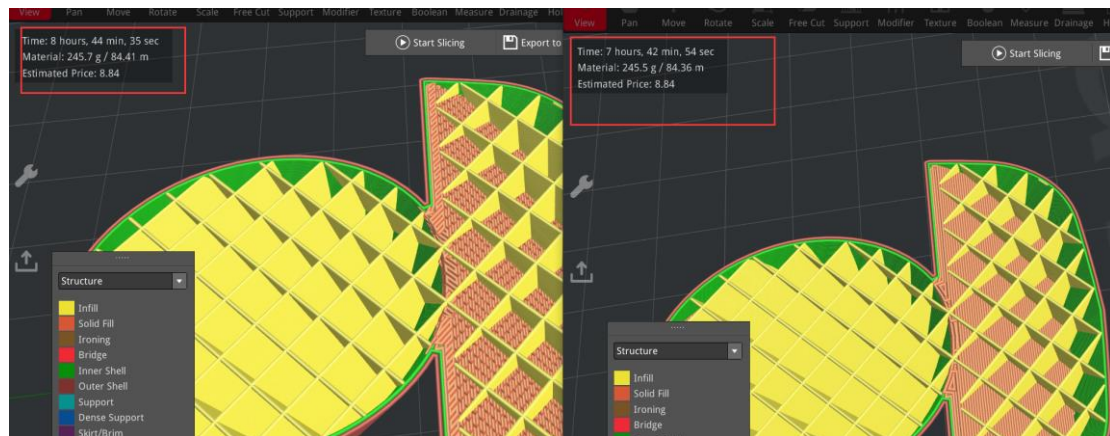 View Pan Move Rotate Scale Free Cut Support Modifier Texture Boolean Measure Drainage
Time: 8 hours, 44 min, 35 sec
Material: 245.7 g / 84.41 m
Estimated Price: 8.84
Start Slicing
Export to
Structure
Infill
Solid Fill
Ironing
Bridge
Inner Shell
Outer Shell
Support
Dense Support
Skirt/Brim
View Pan Move Rotate Scale Free Cut Support Modifier Texture Boolean Measure Drainage
Time: 7 hours, 42 min, 54 sec
Material: 245.5 g / 84.36 m
Estimated Price: 8.84
Start Slicing
Structure
Infill
Solid Fill
Ironing
Bridge